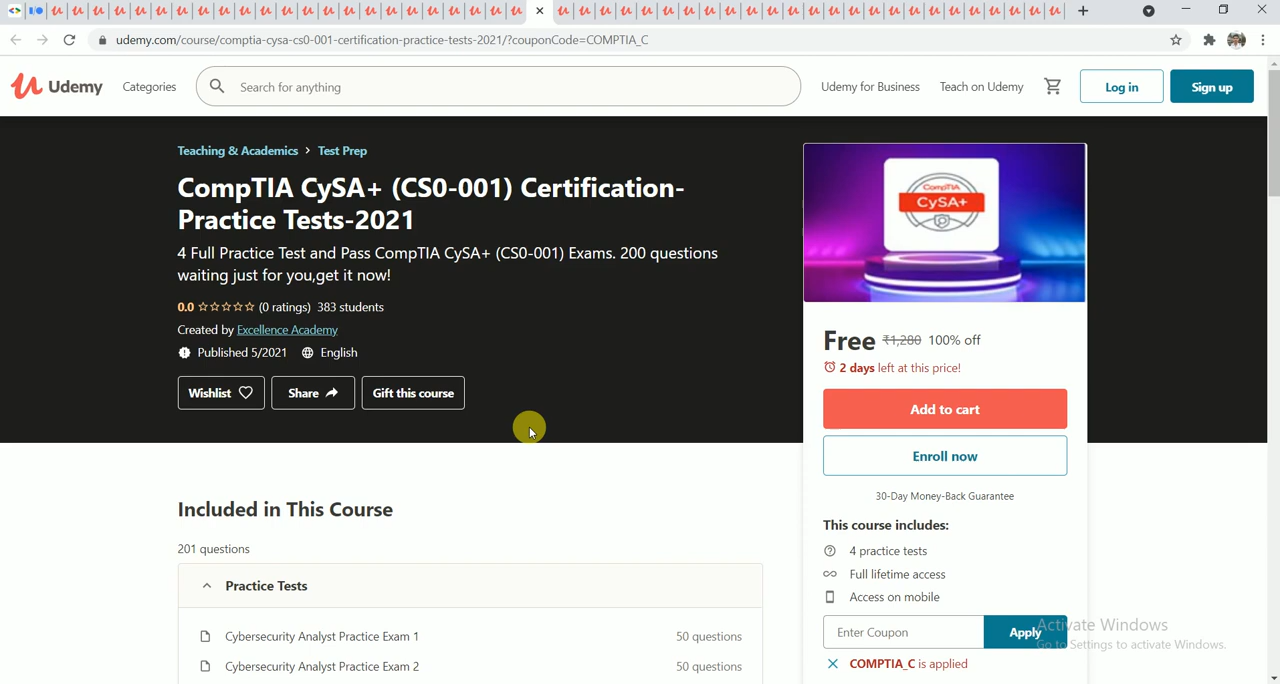 udemy.com/course/comptia-cysa-cs0-001-certification-practice-tests-2021/?couponCode=COMPTIA_C
Udemy
Categories
Search for anything
Udemy for Business
Teach on Udemy
Log in
Sign up
Teaching & Academics > Test Prep
CompTIA CySA+ (CS0-001) Certification-
Practice Tests-2021
4 Full Practice Test and Pass CompTIA CySA+ (CS0-001) Exams. 200 questions
waiting just for you,get it now!
0.0 (0 ratings) 383 students
Created by Excellence Academy
Published 5/2021 English
Wishlist
Share
Gift this course
CompTIA
CySA+
Free ₹1,280 100% off
2 days left at this price!
Add to cart
Enroll now
30-Day Money-Back Guarantee
This course includes:
4 practice tests
Full lifetime access
Access on mobile
Enter Coupon
Apply
COMPTIA_C is applied
Included in This Course
201 questions
Practice Tests
Cybersecurity Analyst Practice Exam 1 50 questions
Cybersecurity Analyst Practice Exam 2 50 questions
Activate Windows
Go to Settings to activate Windows.